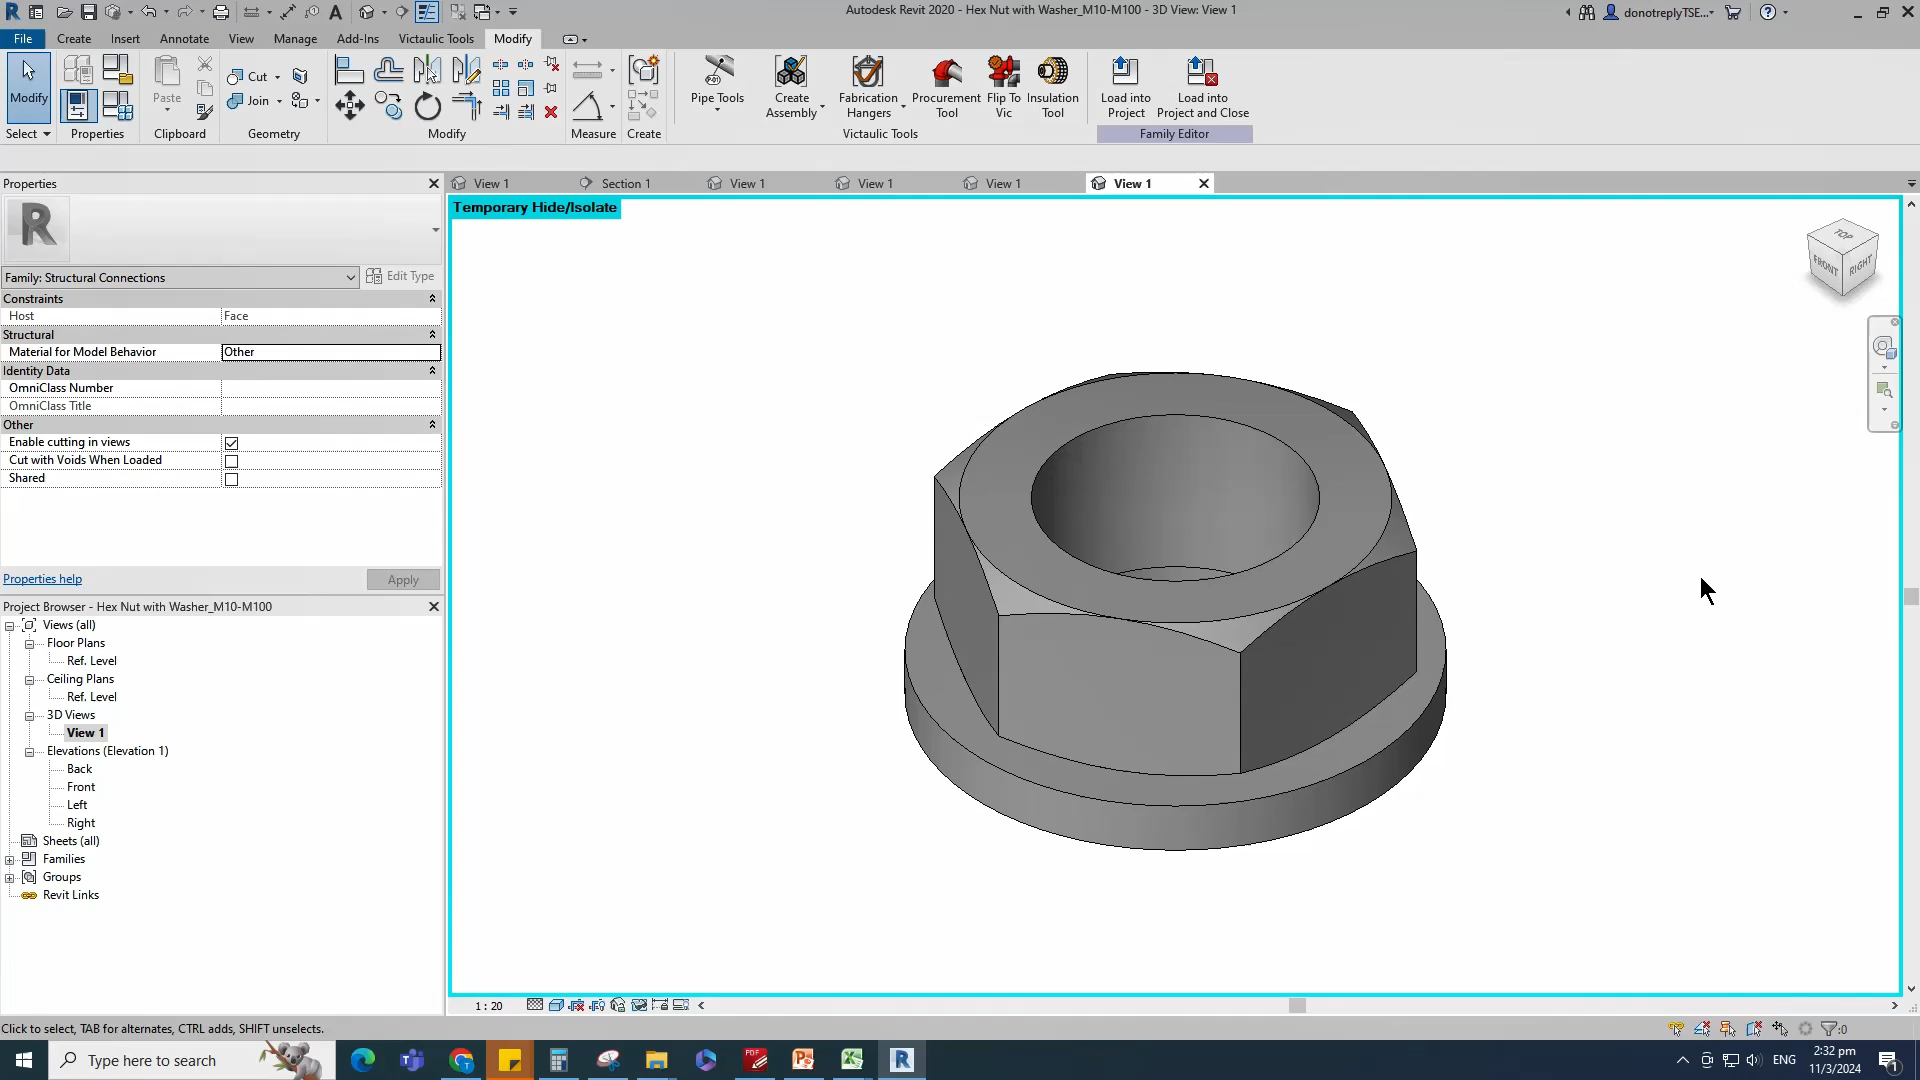 Autodesk Revit 2020 - Hex Nut with Washer_M10-M100 - 3D View: View 1
donotreplyTSE...
File Create Insert Annotate View Manage Add-Ins Victaulic Tools Modify
Modify
Select
Properties
Paste
Clipboard
Cut
Join
Geometry
Modify
Measure
Create
P-01
Pipe Tools
Create Assembly
Fabrication Hangers
Procurement Tool
Flip To Vic
Insulation Tool
Victaulic Tools
Load into Project
Load into Project and Close
Family Editor
Properties
View 1
Section 1
View 1
View 1
View 1
View 1
Temporary Hide/Isolate
TOP
FRONT
RIGHT
R
Family: Structural Connections
Edit Type
Constraints
Host Face
Structural
Material for Model Behavior Other
Identity Data
OmniClass Number
OmniClass Title
Other
Enable cutting in views
Cut with Voids When Loaded
Shared
Properties help
Apply
Project Browser - Hex Nut with Washer_M10-M100
Views (all)
Floor Plans
Ref. Level
Ceiling Plans
Ref. Level
3D Views
View 1
Elevations (Elevation 1)
Back
Front
Left
Right
Sheets (all)
Families
Groups
Revit Links
1 : 20
Click to select, TAB for alternates, CTRL adds, SHIFT unselects.
:0
Type here to search
PDF
ENG
2:32 pm
11/3/2024
1